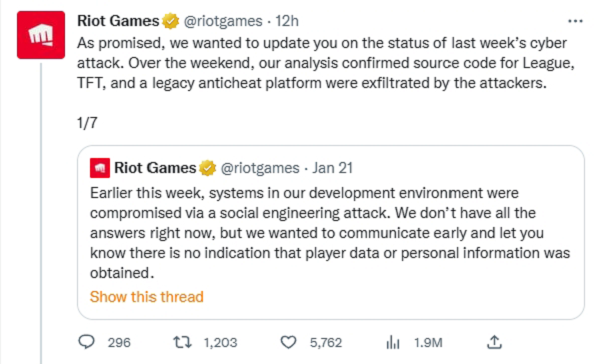 Riot Games @riotgames · 12h
As promised, we wanted to update you on the status of last week's cyber
attack. Over the weekend, our analysis confirmed source code for League,
TFT, and a legacy anticheat platform were exfiltrated by the attackers.
1/7
Riot Games @riotgames · Jan 21
Earlier this week, systems in our development environment were
compromised via a social engineering attack. We don't have all the
answers right now, but we wanted to communicate early and let you
know there is no indication that player data or personal information was
obtained.
Show this thread
296 1,203 5,762 1.9M